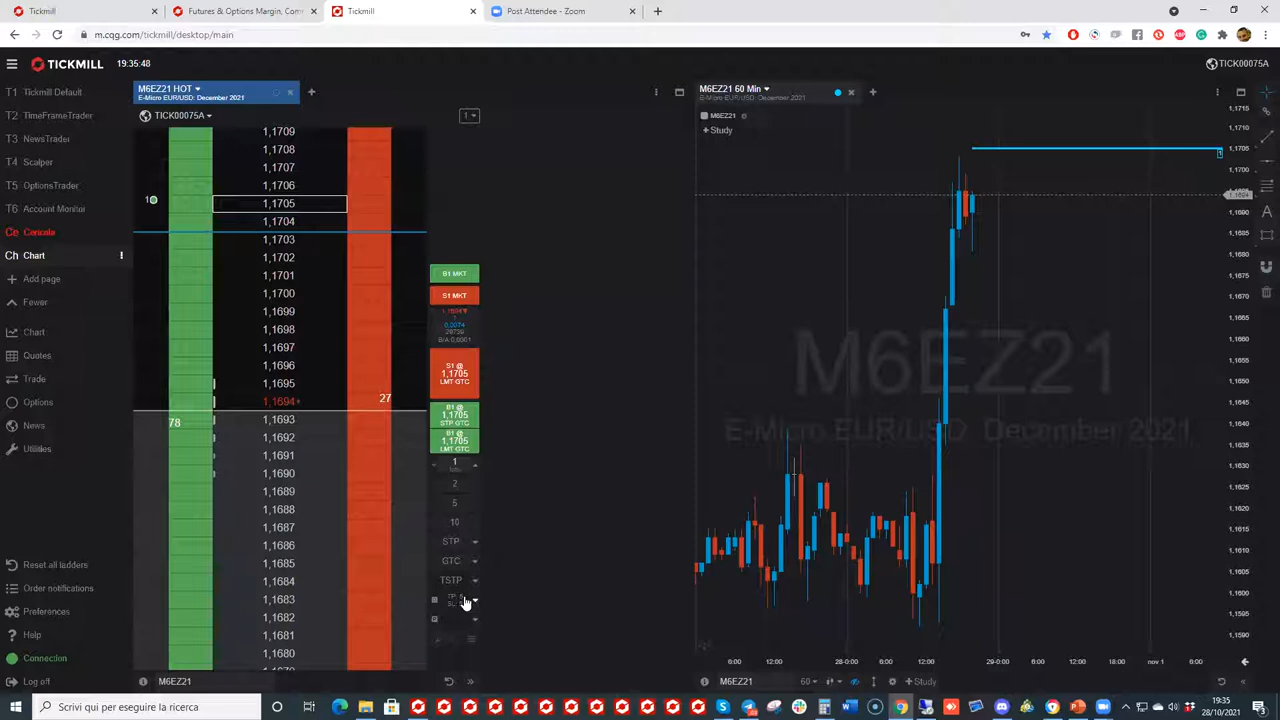 Tickmill
Futures & Options Margin, Com
Tickmill
Post Attendee - Zoom
m.cqg.com/tickmill/desktop/main
TICKMILL
19:35:48
TICK00075A
T1 Tickmill Default
T2 TimeFrameTrader
T3 NewsTrader
T4 Scalper
T5 OptionsTrader
T6 Account Monitor
Chart
Ch Chart
Add page
Fewer
Chart
Quotes
Trade
Options
News
Utilities
Reset all ladders
Order notifications
Preferences
Help
Connection
Log off
M6EZ21 HOT
E-Micro EUR/USD: December 2021
TICK00075A
1
1,1709
1,1708
1,1707
1,1706
1,1705
1,1704
1,1703
1,1702
1,1701
1,1700
1,1699
1,1698
1,1697
1,1696
1,1695
1,1694
1,1693
1,1692
1,1691
1,1690
1,1689
1,1688
1,1687
1,1686
1,1685
1,1684
1,1683
1,1682
1,1681
1,1680
27
78
B1 MKT
S1 MKT
0,0074
B/A:0,0001
S1 @
1,1705
LMT GTC
B1 @
1,1705
STP GTC
B1 @
1,1705
LMT GTC
1
2
5
10
STP
GTC
TSTP
M6EZ21
M6EZ21 60 Min
E-Micro EUR/USD: December 2021
M6EZ21
+ Study
M6EZ21
E-Micro EUR/USD: December 2021
1
1,1715
1,1710
1,1705
1,1700
1,1694
1,1690
1,1685
1,1680
1,1675
1,1670
1,1665
1,1660
1,1655
1,1650
1,1645
1,1640
1,1635
1,1630
1,1625
1,1620
1,1615
1,1610
1,1605
1,1600
1,1595
1,1590
6:00 12:00 28-0:00 6:00 12:00 29-0:00 6:00 12:00 18:00 nov 1 6:00
M6EZ21 60 + Study
Scrivi qui per eseguire la ricerca
19:35
28/10/2021